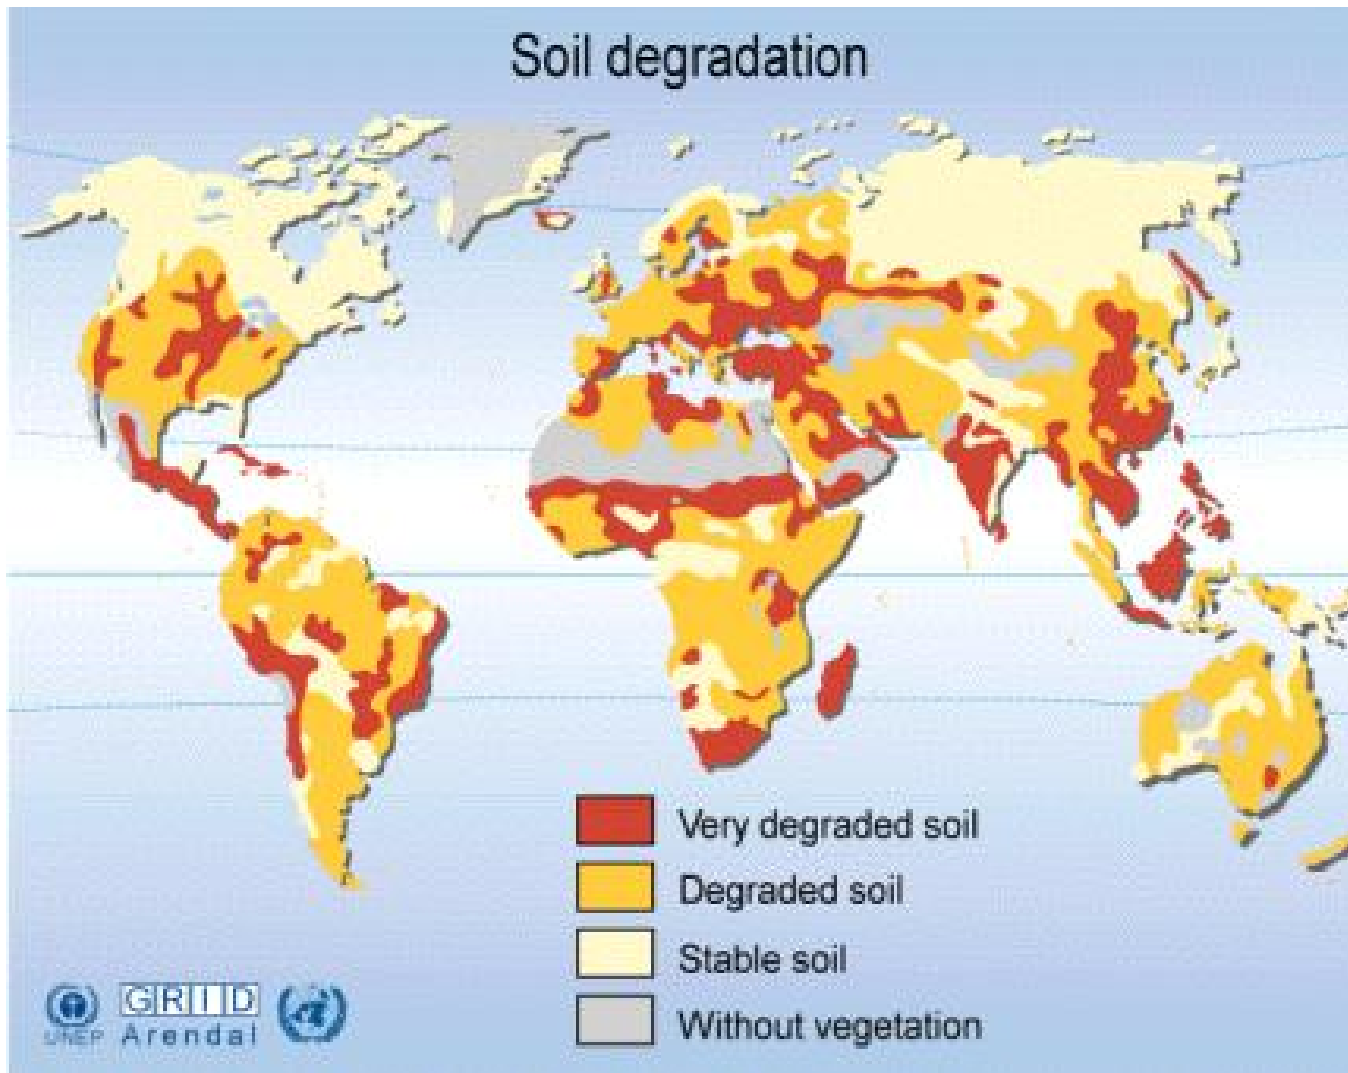 Soil degradation
Very degraded soil
Degraded soil
Stable soil
Without vegetation
UNEP
GRID
Arendal